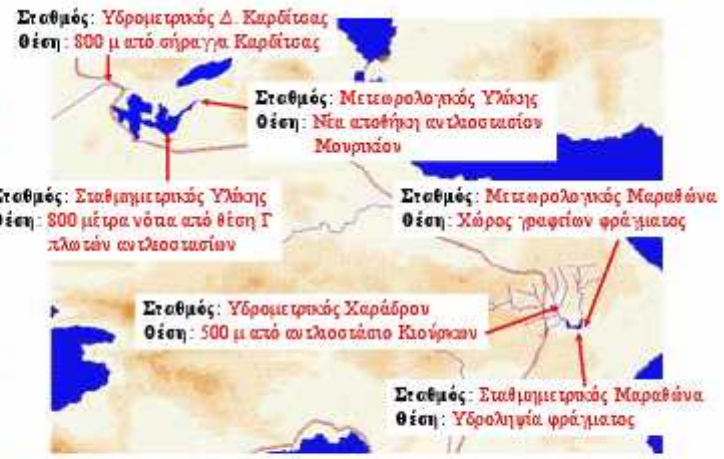 Σταθμός: Υδρομετρικός Δ. Καρδίτσας
Θέση: 800 μ από σήραγγα Καρδίτσας
Σταθμός: Μετεωρολογικός Υλίκης
Θέση: Νέα αποθήκη αντλιοστασίου
Μουρικίου
Σταθμός: Σταθμημετρικός Υλίκης
Θέση: 800 μέτρα νότια από θέση Γ
πλωτών αντλεοστασίων
Σταθμός: Μετεωρολογικός Μαραθώνα
Θέση: Χώρος γραφείων φράγματος
Σταθμός: Υδρομετρικός Χαράδρου
Θέση: 500 μ από αντλιοστάσιο Κιούρκων
Σταθμός: Σταθμημετρικός Μαραθώνα
Θέση: Υδροληψία φράγματος